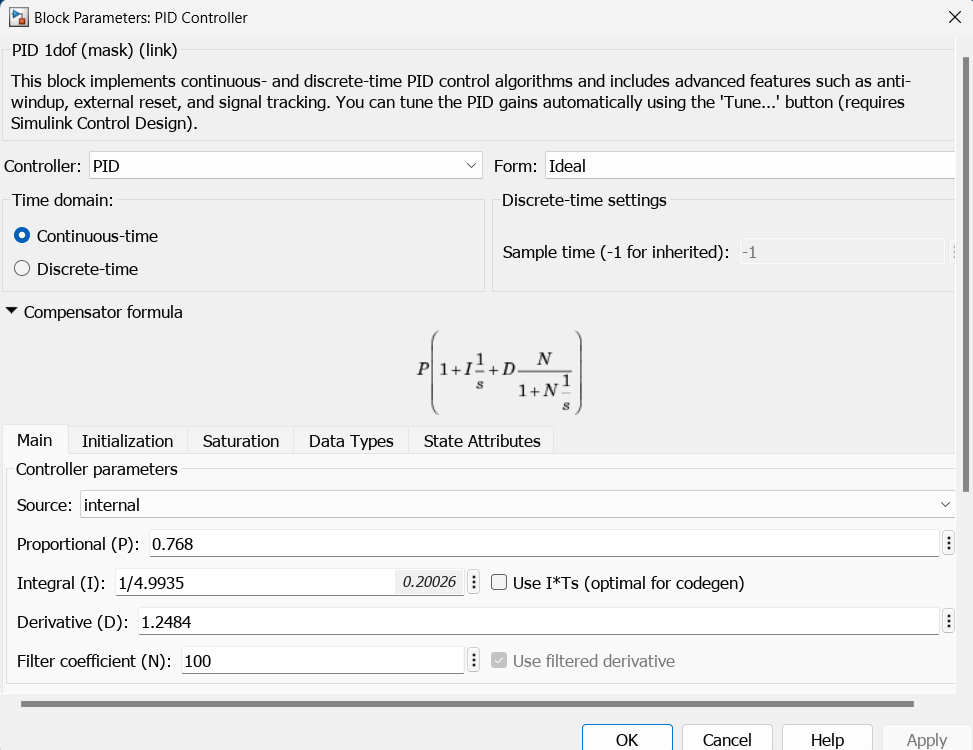 Block Parameters: PID Controller
PID 1dof (mask) (link)
This block implements continuous- and discrete-time PID control algorithms and includes advanced features such as anti-
windup, external reset, and signal tracking. You can tune the PID gains automatically using the 'Tune...' button (requires
Simulink Control Design).
Controller: PID Form: Ideal
Time domain: Discrete-time settings
Continuous-time
Sample time (-1 for inherited): -1
Discrete-time
Compensator formula
P(1+I 1/s + D N/(1+N 1/s))
Main Initialization Saturation Data Types State Attributes
Controller parameters
Source: internal
Proportional (P): 0.768
Integral (I): 1/4.9935 0.20026 Use I*Ts (optimal for codegen)
Derivative (D): 1.2484
Filter coefficient (N): 100 Use filtered derivative
OK Cancel Help Apply